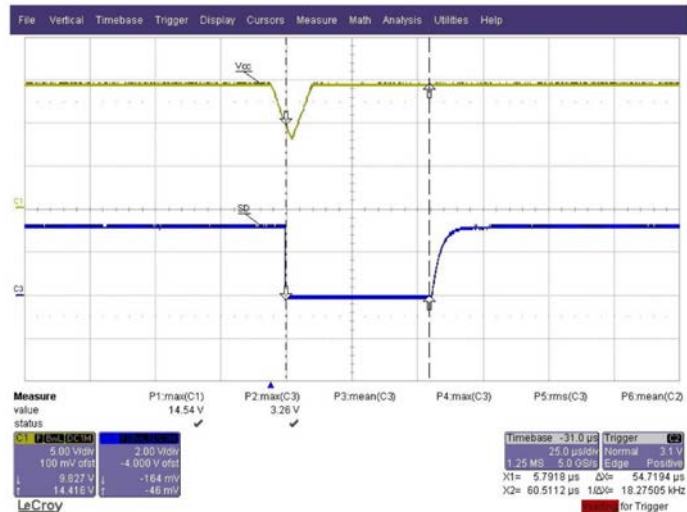 File Vertical Timebase Trigger Display Cursors Measure Math Analysis Utilities Help
Vcc
C1
SD
C3
Measure P1:max(C1) P2:max(C3) P3:mean(C3) P4:max(C3) P5:rms(C3) P6:mean(C2)
value 14.54 V 3.26 V
status ✔ ✔
C1 F BwL DC1M
5.00 V/div
100 mV ofst
↓ 9.827 V
↑ 14.416 V
2.00 V/div
-4.000 V ofst
-164 mV
-46 mV
Timebase -31.0 µs
25.0 µs/div
1.25 MS 5.0 GS/s
Trigger C2
Normal 3.1 V
Edge Positive
X1= 5.7918 µs ΔX= 54.7194 µs
X2= 60.5112 µs 1/ΔX= 18.27505 kHz
LeCroy
for Trigger